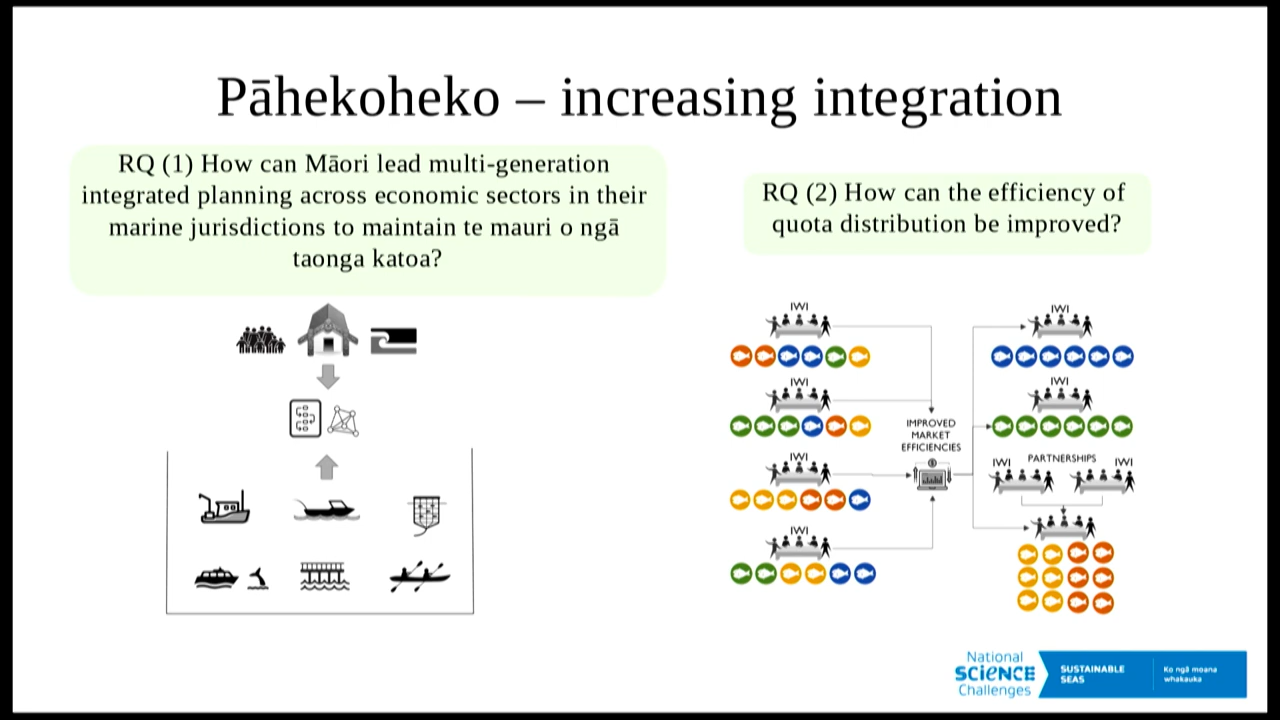 Pāhekoheko – increasing integration
RQ (1) How can Māori lead multi-generation
integrated planning across economic sectors in their
marine jurisdictions to maintain te mauri o ngā
taonga katoa?
RQ (2) How can the efficiency of
quota distribution be improved?
IWI
IWI
IWI
IWI
IMPROVED
MARKET
EFFICIENCIES
IWI
IWI
IWI
PARTNERSHIPS
IWI
National
SCIENCE
Challenges
SUSTAINABLE
SEAS
Ko ngā moana
whakauka